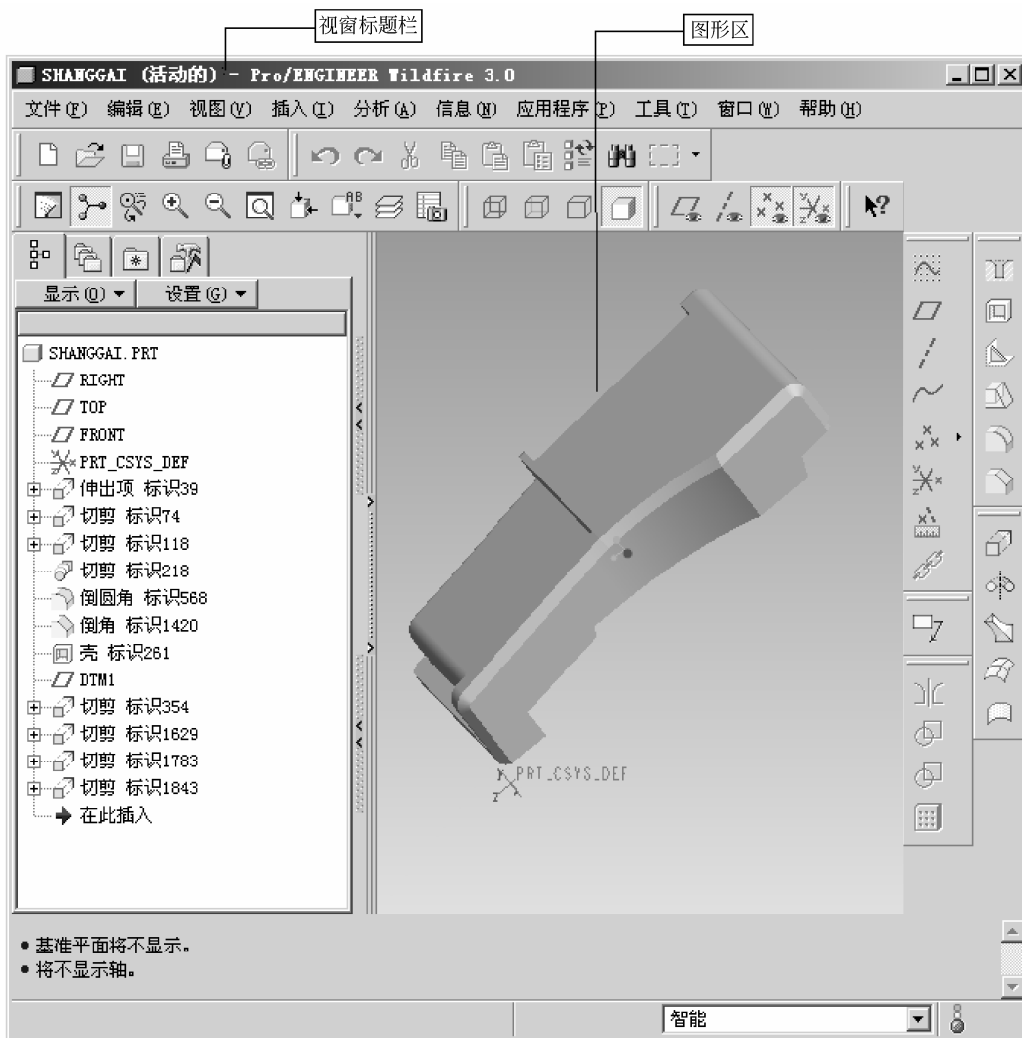 视窗标题栏
图形区
SHANGGAI (活动的) - Pro/ENGINEER Wildfire 3.0
文件(F) 编辑(E) 视图(V) 插入(I) 分析(A) 信息(N) 应用程序(P) 工具(T) 窗口(W) 帮助(H)
显示(O) 设置(G)
SHANGGAI.PRT
RIGHT
TOP
FRONT
PRT_CSYS_DEF
伸出项 标识39
切剪 标识74
切剪 标识118
切剪 标识218
倒圆角 标识568
倒角 标识1420
壳 标识261
DTM1
切剪 标识354
切剪 标识1629
切剪 标识1783
切剪 标识1843
在此插入
PRT_CSYS_DEF
• 基准平面将不显示。
• 将不显示轴。
智能